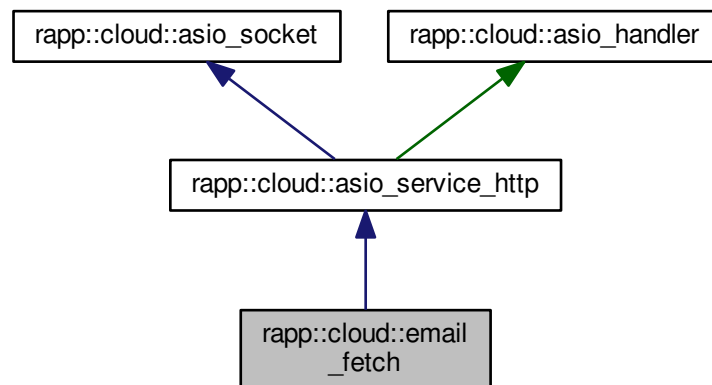 rapp::cloud::asio_socket
rapp::cloud::asio_handler
rapp::cloud::asio_service_http
rapp::cloud::email
_fetch